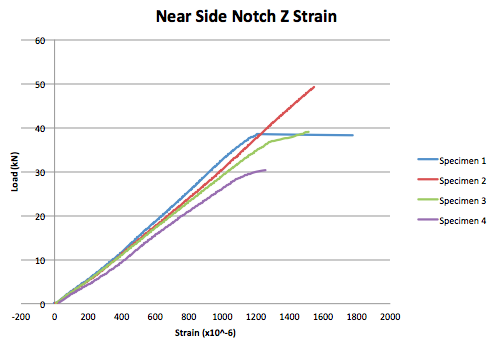 Near Side Notch Z Strain
60
50
40
30
20
10
0
Load (kN)
-200 0 200 400 600 800 1000 1200 1400 1600 1800 2000
Strain (x10^-6)
Specimen 1
Specimen 2
Specimen 3
Specimen 4